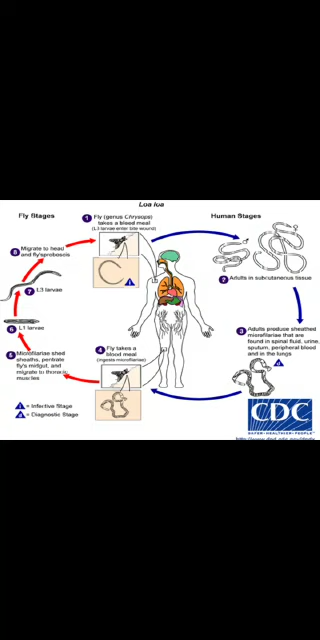 Loa loa
Fly Stages
Human Stages
1 Fly (genus Chrysops)
takes a blood meal
(L3 larvae enter bite wound)
8 Migrate to head
and fly's proboscis
i
2 Adults in subcutaneous tissue
7 L3 larvae
6 L1 larvae
5 Microfilariae shed
sheaths, pentrate
fly's midgut, and
migrate to thoracic
muscles
4 Fly takes a
blood meal
(ingests microfilariae)
3 Adults produce sheathed
microfilariae that are
found in spinal fluid, urine,
sputum, peripheral blood
and in the lungs
d
i = Infective Stage
d = Diagnostic Stage
CDC
SAFER • HEALTHIER • PEOPLE™